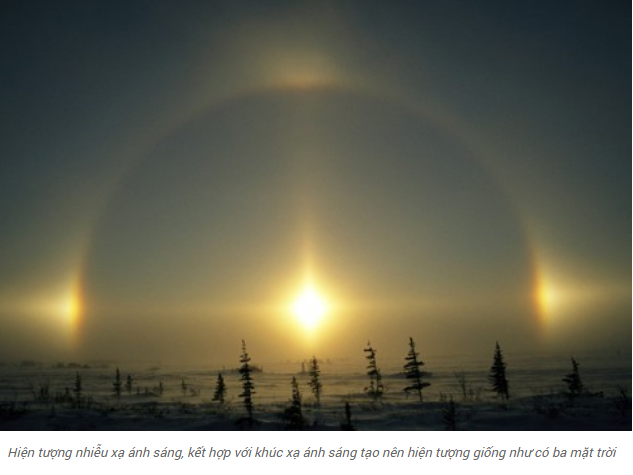 Hiện tượng nhiễu xạ ánh sáng, kết hợp với khúc xạ ánh sáng tạo nên hiện tượng giống như có ba mặt trời